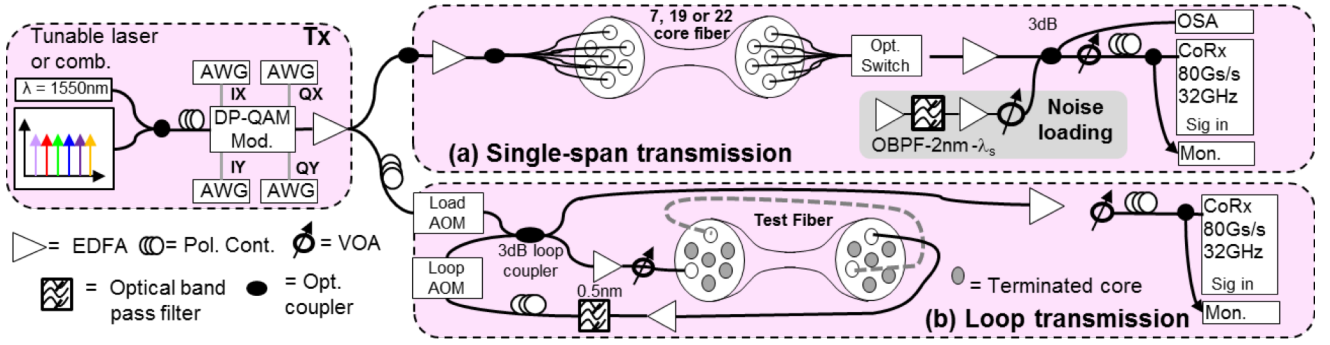 Tunable laser
or comb.
Tx
λ = 1550nm
AWG
AWG
IX
QX
DP-QAM
Mod.
IY
QY
AWG
AWG
7, 19 or 22
core fiber
Opt.
Switch
3dB
OSA
CoRx
80Gs/s
32GHz
Sig in
Mon.
Noise
loading
OBPF-2nm-λs
(a) Single-span transmission
Load
AOM
3dB loop
coupler
Loop
AOM
Test Fiber
0.5nm
CoRx
80Gs/s
32GHz
Sig in
Mon.
= Terminated core
(b) Loop transmission
= EDFA
= Pol. Cont.
= VOA
= Optical band
pass filter
= Opt.
coupler